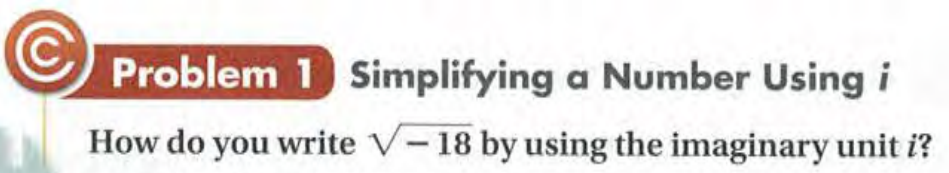 © Problem 1 Simplifying a Number Using i
How do you write √−18 by using the imaginary unit i?